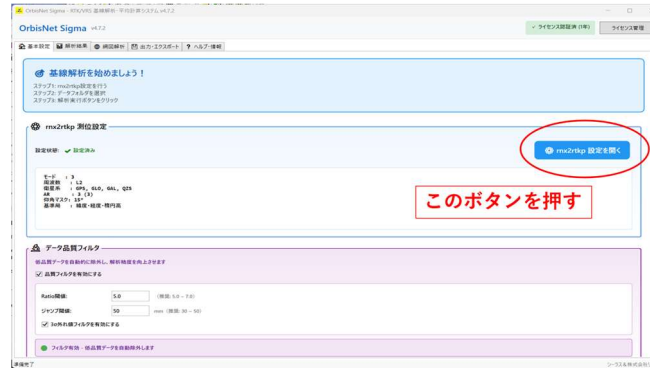 OrbisNet Sigma - RTK/VRS 基線解析・平均計算システム v4.7.2
OrbisNet Sigma v4.7.2
✓ ライセンス認証済 (1年)
ライセンス管理
基本設定
解析結果
網図解析
出力・エクスポート
ヘルプ・情報
基線解析を始めましょう！
ステップ1: rnx2rtkp設定を行う
ステップ2: データフォルダを選択
ステップ3: 解析実行ボタンをクリック
rnx2rtkp 測位設定
設定状態: ✓ 設定済み
rnx2rtkp 設定を開く
モード : 3
周波数 : L2
衛星系 : GPS, GLO, GAL, QZS
AR : 3 (3)
仰角マスク: 15°
基準局 : 緯度・経度・楕円高
このボタンを押す
データ品質フィルタ
低品質データを自動的に除外し、解析精度を向上させます
品質フィルタを有効にする
Ratio閾値: 5.0 (推奨: 5.0 ~ 7.0)
ジャンプ閾値: 50 mm (推奨: 30 ~ 50)
3σ外れ値フィルタを有効にする
フィルタ有効 - 低品質データを自動除外します
準備完了